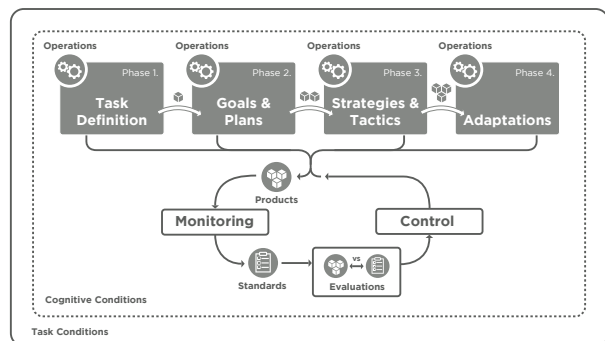 Operations
Operations
Operations
Operations
Phase 1.
Phase 2.
Phase 3.
Phase 4.
Task
Definition
Goals &
Plans
Strategies &
Tactics
Adaptations
Products
Monitoring
Control
vs
Standards
Evaluations
Cognitive Conditions
Task Conditions